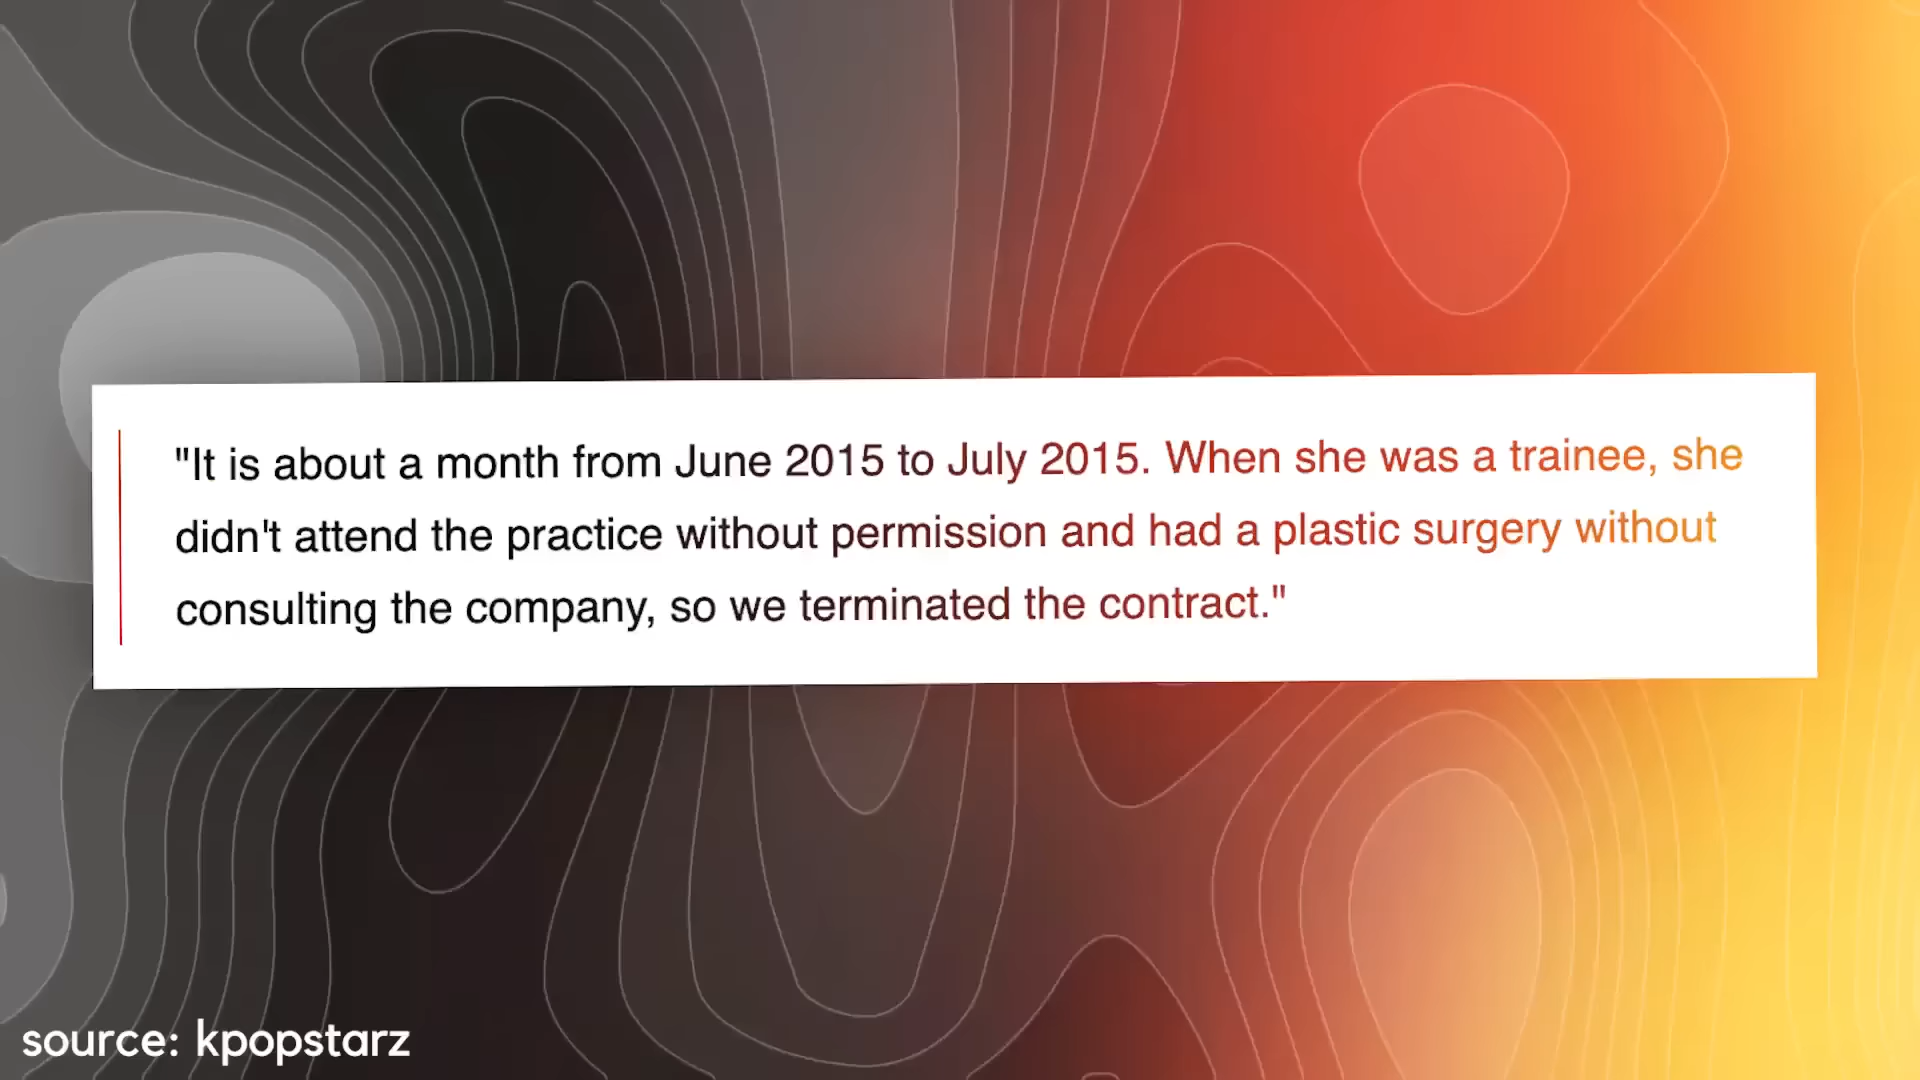 "It is about a month from June 2015 to July 2015. When she was a trainee, she
didn't attend the practice without permission and had a plastic surgery without
consulting the company, so we terminated the contract."
source: kpopstarz